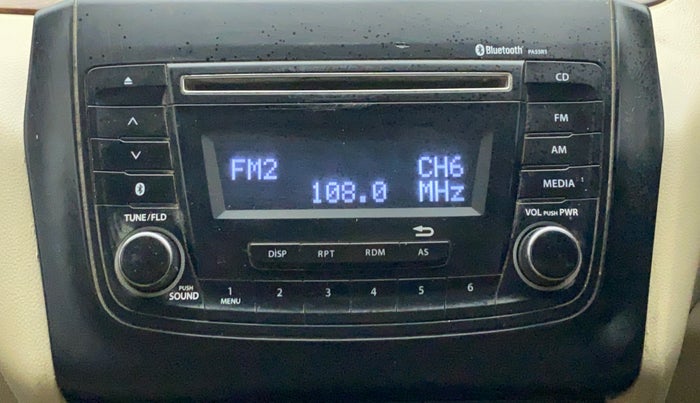 Bluetooth PA55R1
CD
FM
AM
MEDIA
FM2 CH6
108.0 MHz
TUNE/FLD
VOL PUSH PWR
DISP RPT RDM AS
PUSH
SOUND
1 2 3 4 5 6
MENU